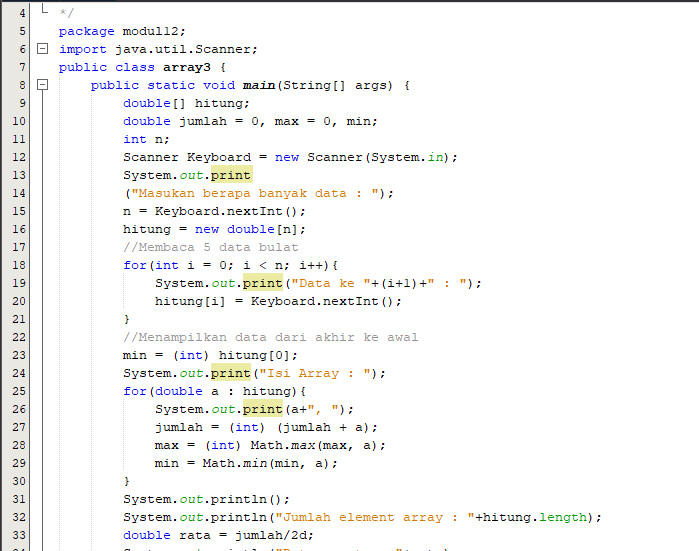 4 */
5 package modul12;
6 import java.util.Scanner;
7 public class array3 {
8 public static void main(String[] args) {
9 double[] hitung;
10 double jumlah = 0, max = 0, min;
11 int n;
12 Scanner Keyboard = new Scanner(System.in);
13 System.out.print
14 ("Masukan berapa banyak data : ");
15 n = Keyboard.nextInt();
16 hitung = new double[n];
17 //Membaca 5 data bulat
18 for(int i = 0; i < n; i++){
19 System.out.print("Data ke "+(i+1)+" : ");
20 hitung[i] = Keyboard.nextInt();
21 }
22 //Menampilkan data dari akhir ke awal
23 min = (int) hitung[0];
24 System.out.print("Isi Array : ");
25 for(double a : hitung){
26 System.out.print(a+", ");
27 jumlah = (int) (jumlah + a);
28 max = (int) Math.max(max, a);
29 min = Math.min(min, a);
30 }
31 System.out.println();
32 System.out.println("Jumlah element array : "+hitung.length);
33 double rata = jumlah/2d;